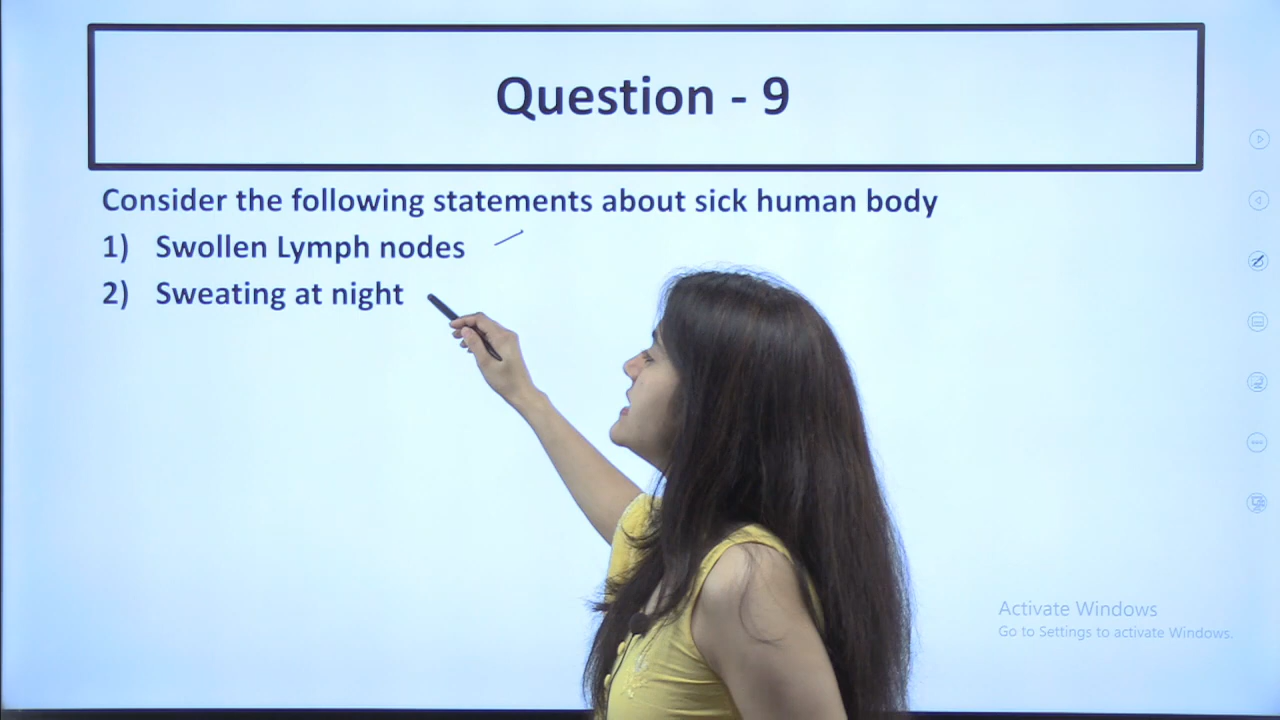 Question - 9
Consider the following statements about sick human body
1) Swollen Lymph nodes
2) Sweating at night
Activate Windows
Go to Settings to activate Windows.